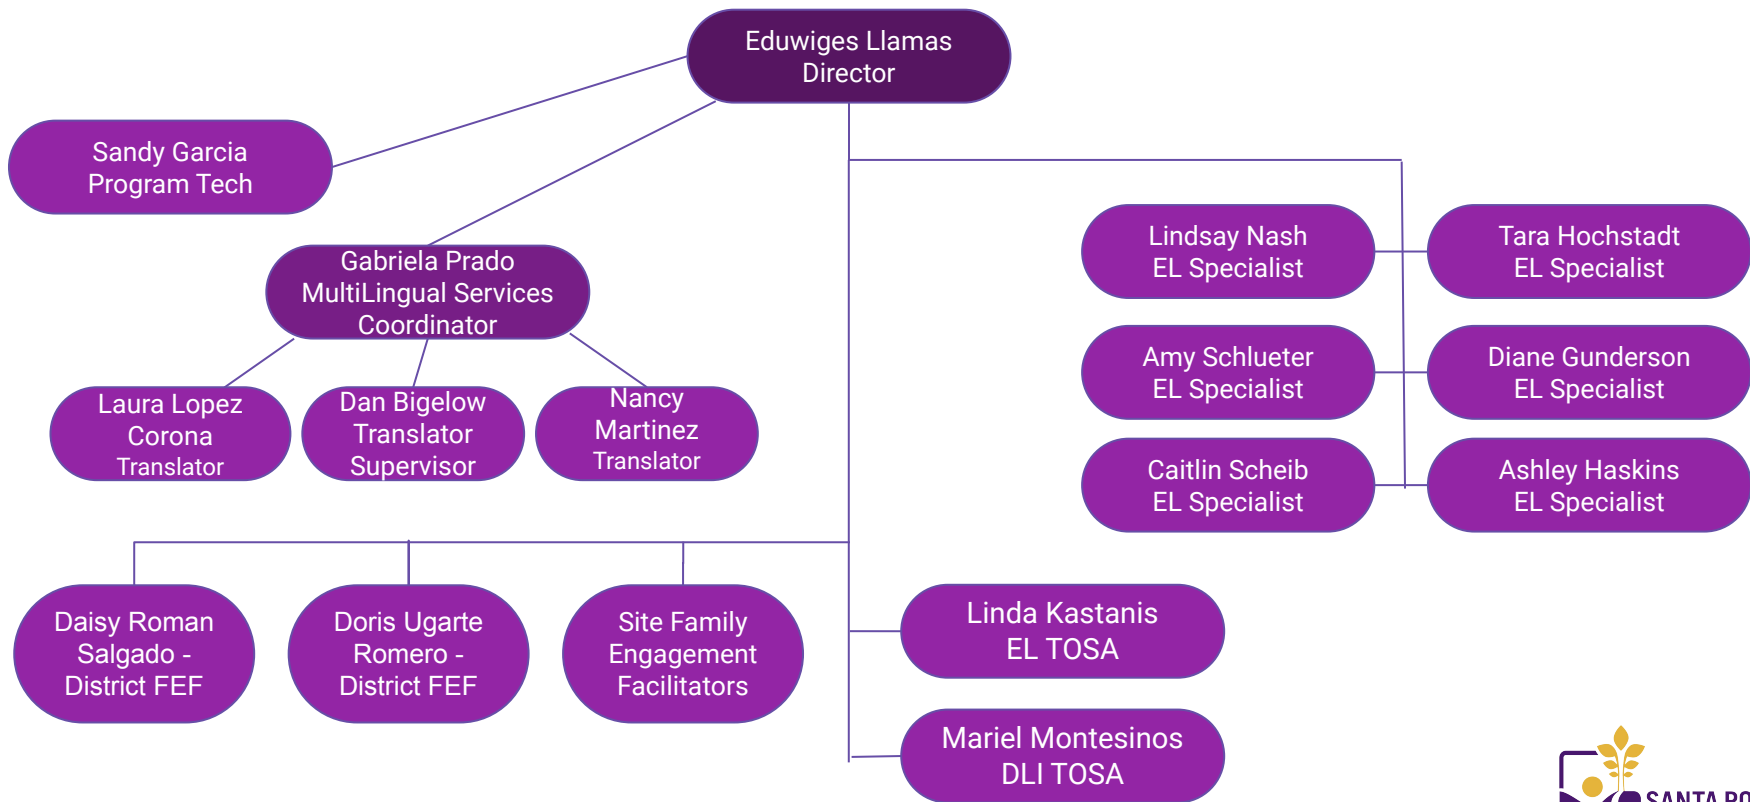 Eduwiges Llamas
Director
Sandy Garcia
Program Tech
Gabriela Prado
MultiLingual Services
Coordinator
Laura Lopez
Corona
Translator
Dan Bigelow
Translator
Supervisor
Nancy
Martinez
Translator
Lindsay Nash
EL Specialist
Tara Hochstadt
EL Specialist
Amy Schlueter
EL Specialist
Diane Gunderson
EL Specialist
Caitlin Scheib
EL Specialist
Ashley Haskins
EL Specialist
Daisy Roman
Salgado -
District FEF
Doris Ugarte
Romero -
District FEF
Site Family
Engagement
Facilitators
Linda Kastanis
EL TOSA
Mariel Montesinos
DLI TOSA
SANTA